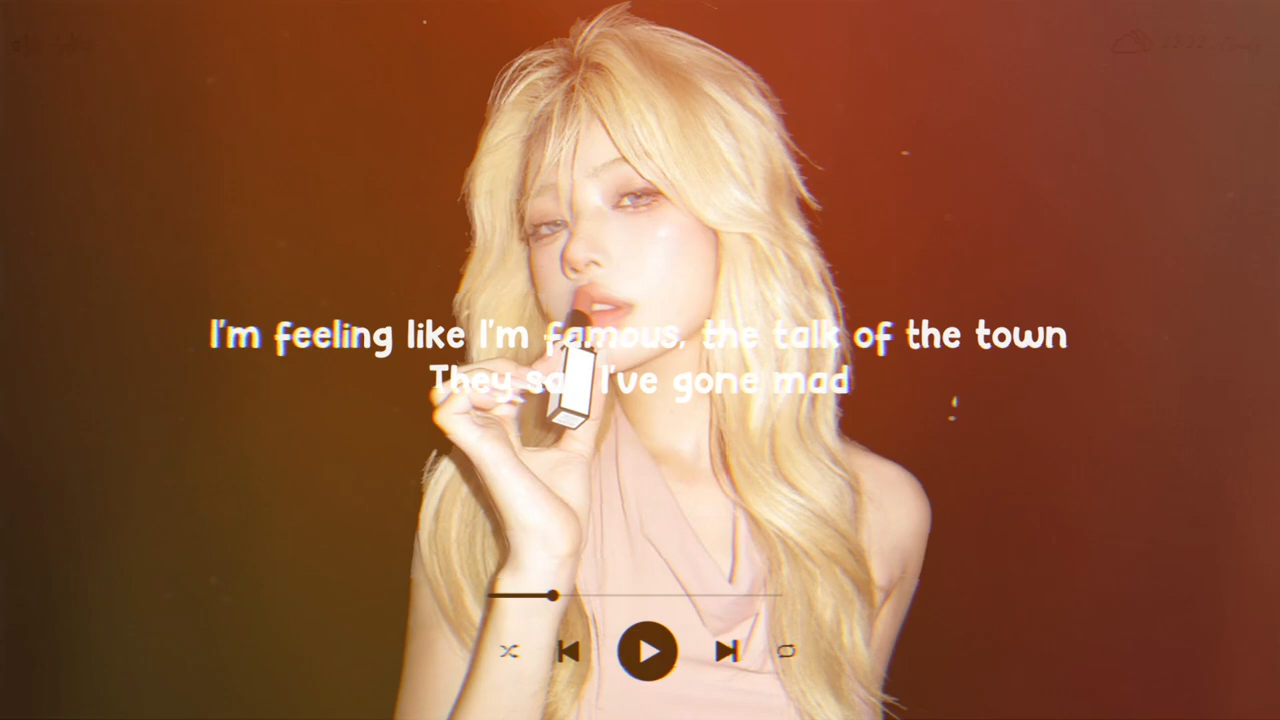 I'm feeling like I'm famous, the talk of the town
They say I've gone mad